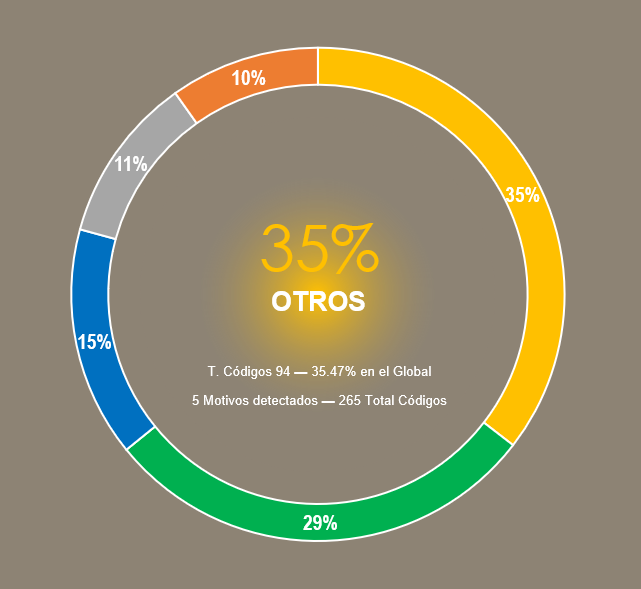 10%
11%
35%
35%
OTROS
15%
T. Códigos 94 — 35.47% en el Global
5 Motivos detectados — 265 Total Códigos
29%